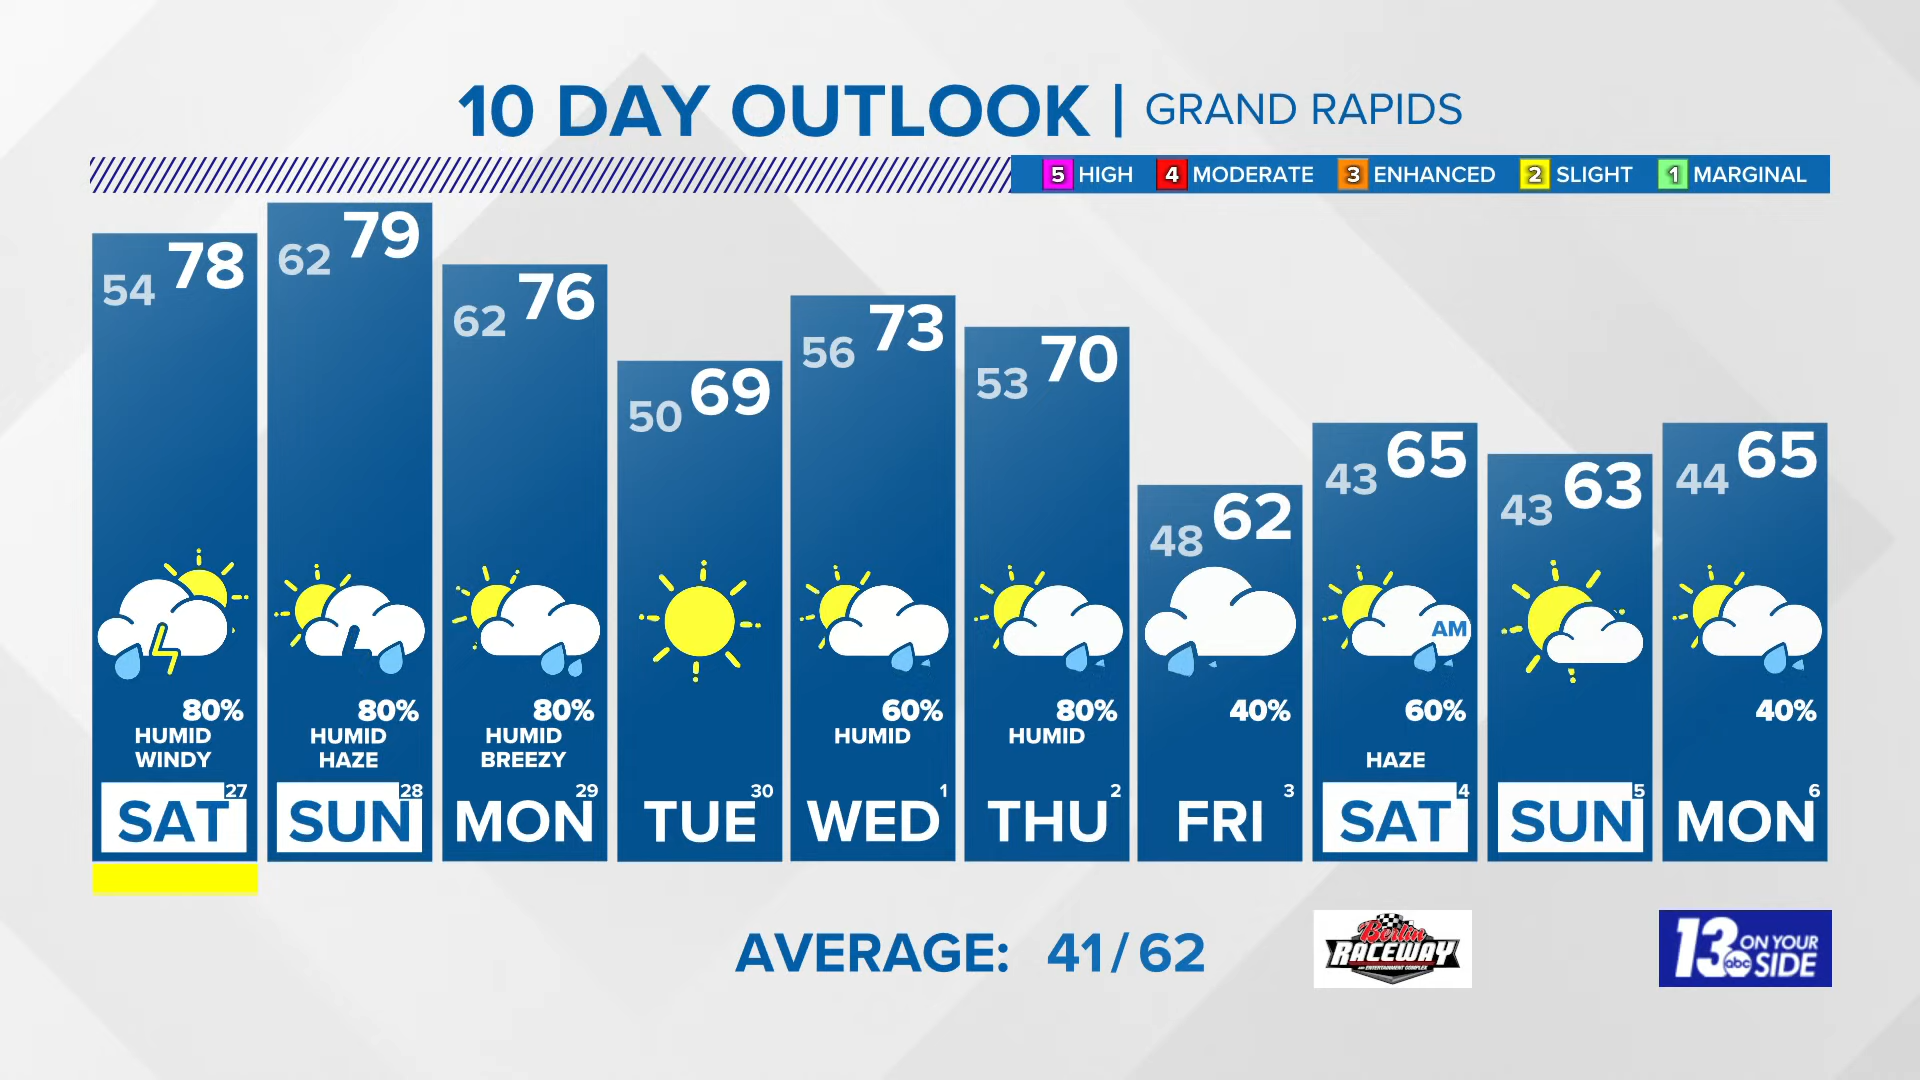 10 DAY OUTLOOK | GRAND RAPIDS
5 HIGH 4 MODERATE 3 ENHANCED 2 SLIGHT 1 MARGINAL
54 78
62 79
62 76
50 69
56 73
53 70
48 62
43 65
43 63
44 65
AM
80% 80% 80% 60% 80% 40% 60% 40%
HUMID HUMID HUMID HUMID HUMID
WINDY HAZE BREEZY HAZE
27 28 29 30 1 2 3 4 5 6
SAT SUN MON TUE WED THU FRI SAT SUN MON
AVERAGE: 41/62
Berlin
RACEWAY
AND ENTERTAINMENT COMPLEX
13 ON YOUR
abc SIDE